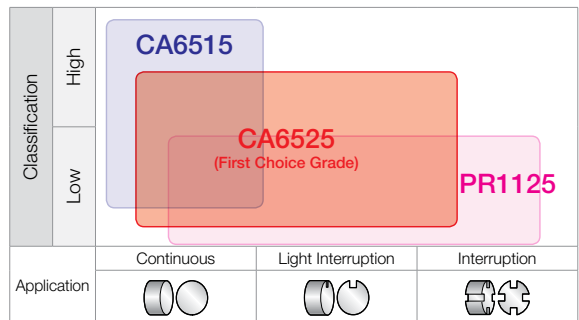 Classification
High
Low
CA6515
CA6525
(First Choice Grade)
PR1125
Application
Continuous
Light Interruption
Interruption